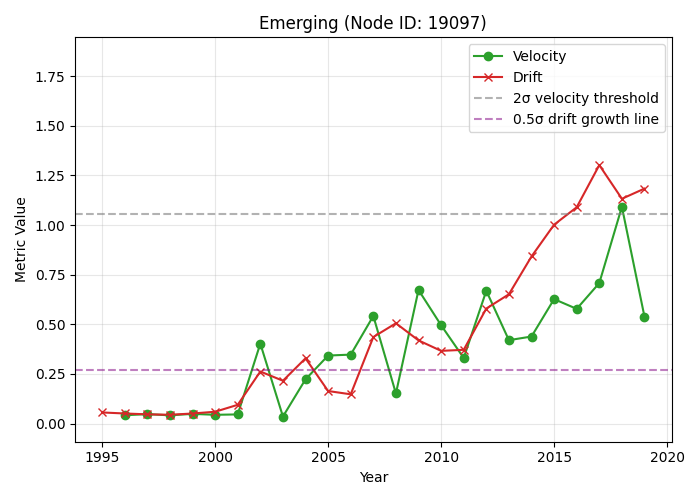 Emerging (Node ID: 19097)
Velocity
Drift
2σ velocity threshold
0.5σ drift growth line
Metric Value
1.75
1.50
1.25
1.00
0.75
0.50
0.25
0.00
1995 2000 2005 2010 2015 2020
Year